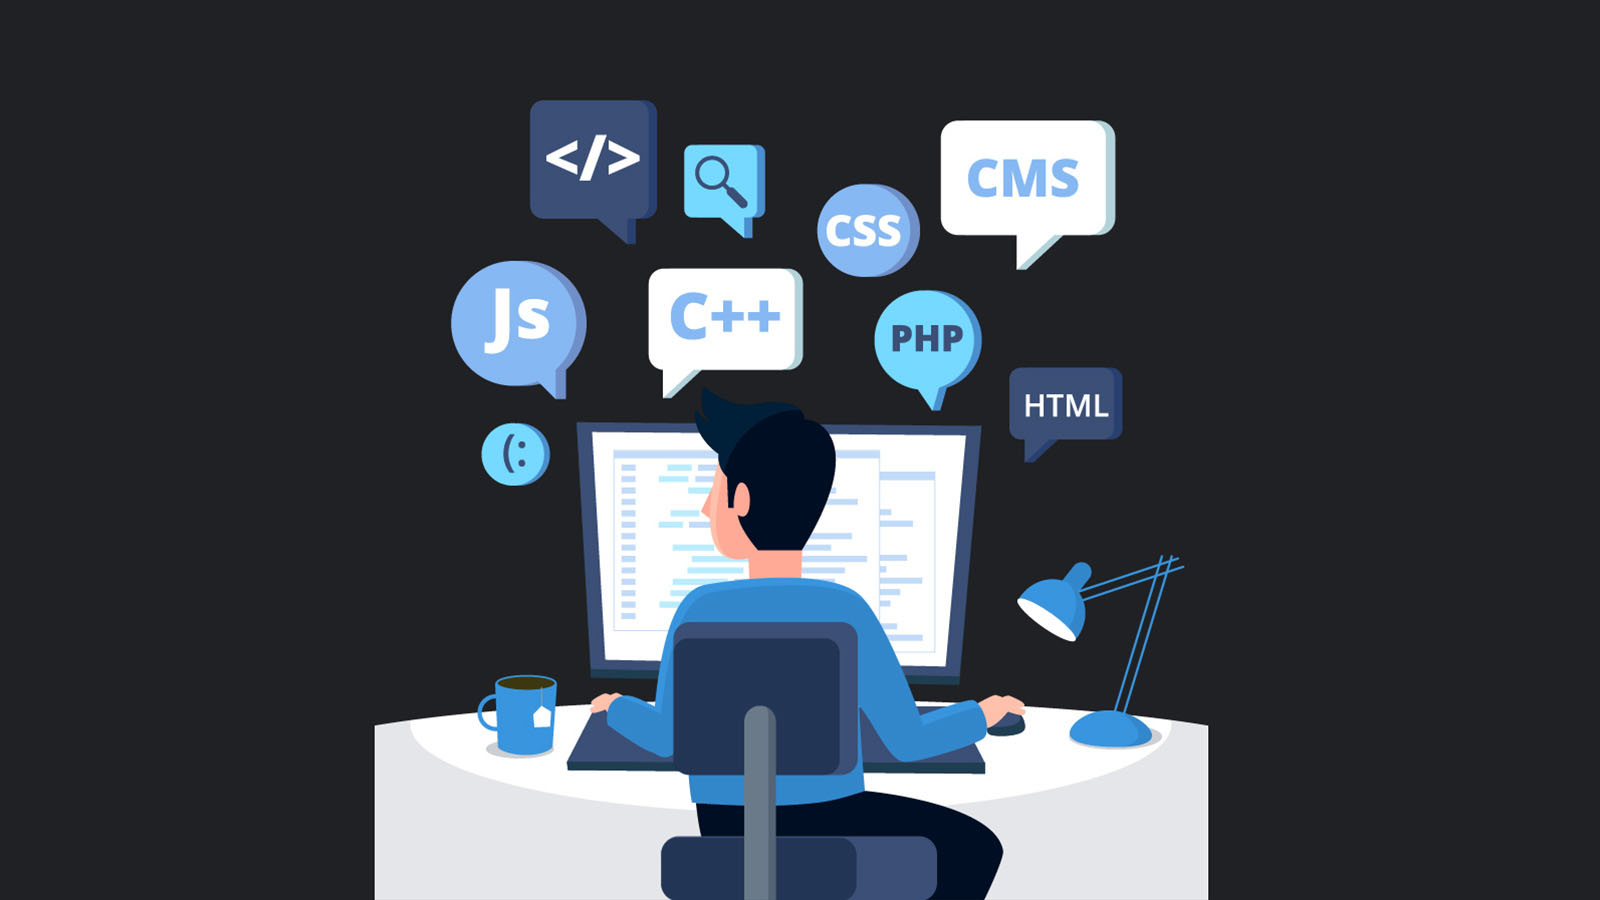 </>
CMS
CSS
Js
C++
PHP
HTML
(: